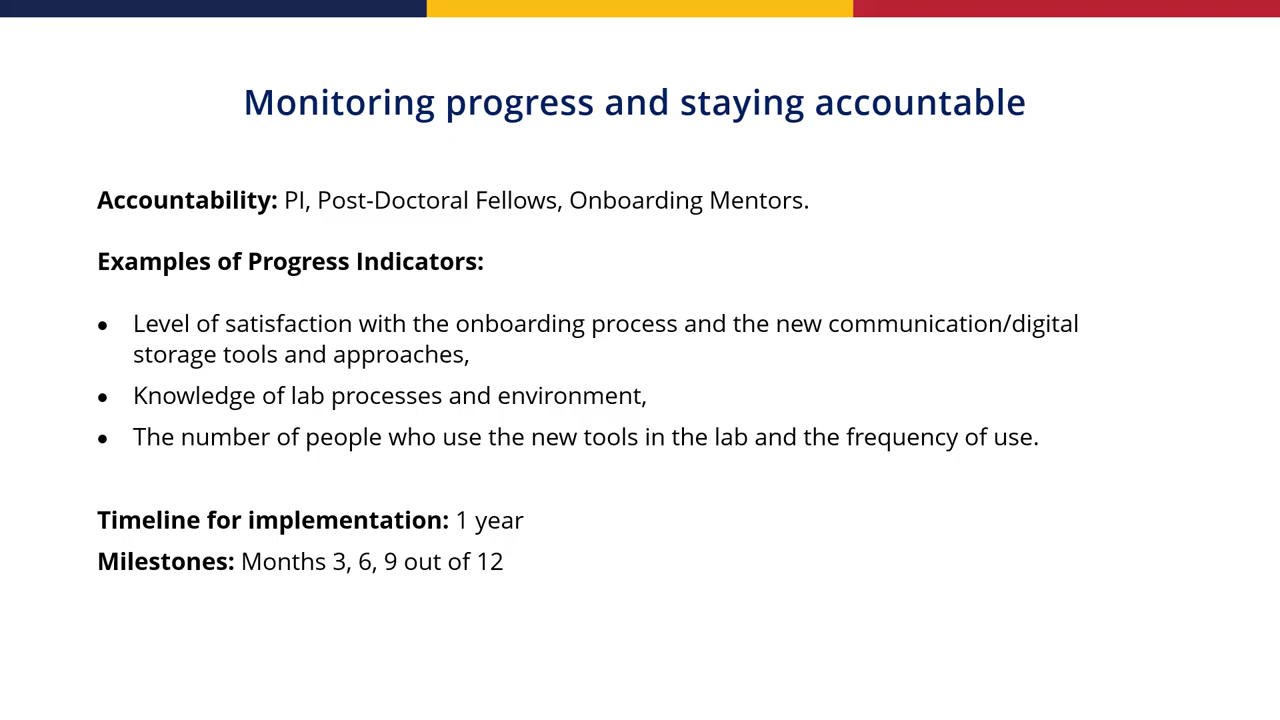 Monitoring progress and staying accountable
Accountability: PI, Post-Doctoral Fellows, Onboarding Mentors.
Examples of Progress Indicators:
• Level of satisfaction with the onboarding process and the new communication/digital
storage tools and approaches,
• Knowledge of lab processes and environment,
• The number of people who use the new tools in the lab and the frequency of use.
Timeline for implementation: 1 year
Milestones: Months 3, 6, 9 out of 12